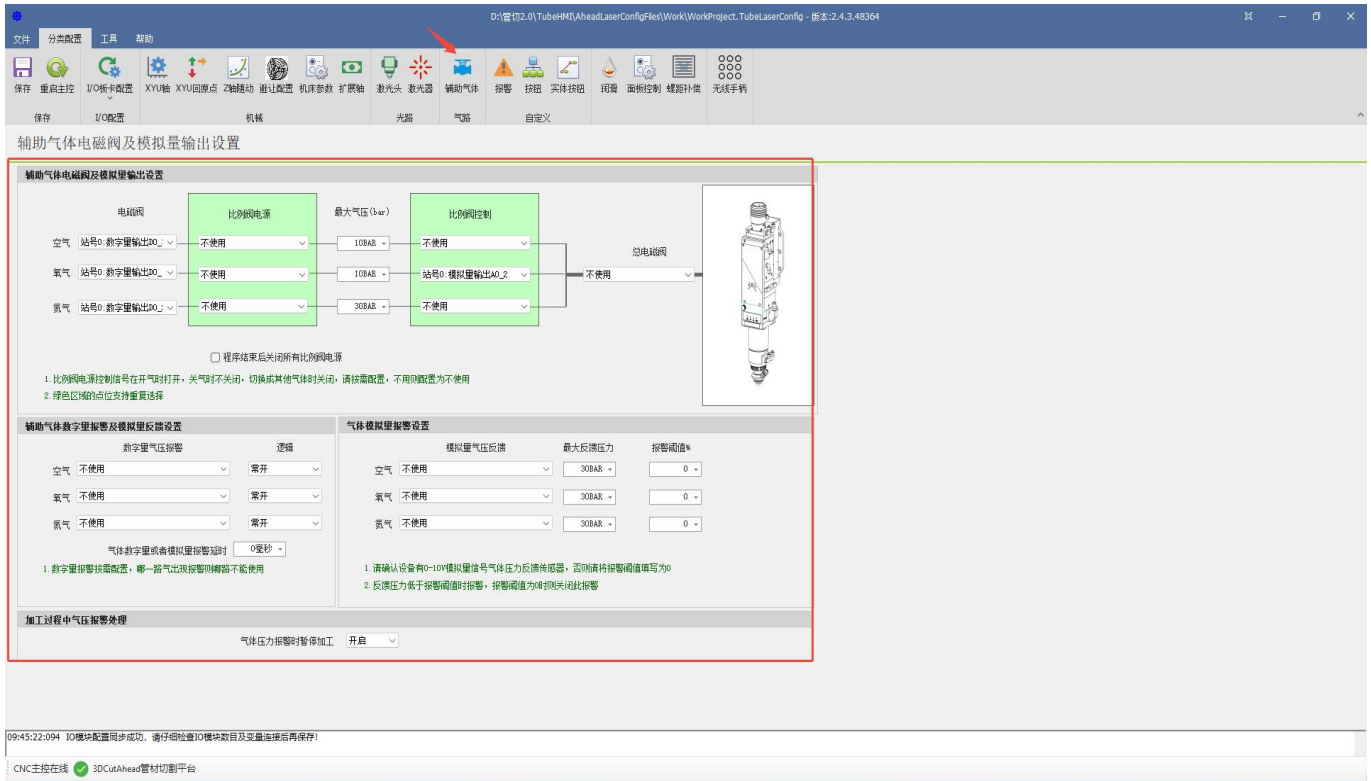 D:\管切2.0\TubeHMI\AheadLaserConfigFiles\Work\WorkProject.TubeLaserConfig - 版本:2.4.3.48364
文件 分类配置 工具 帮助
保存 重启主控 I/O板卡配置 XYU轴 XYU回原点 Z轴随动 避让配置 机床参数 扩展轴 激光头 激光器 辅助气体 报警 按钮 实体按钮 润滑 面板控制 螺距补偿 无线手柄
保存 I/O配置 机械 光路 气路 自定义
辅助气体电磁阀及模拟量输出设置
辅助气体电磁阀及模拟量输出设置
电磁阀 比例阀电源 最大气压(bar) 比例阀控制
空气 站号0:数字量输出DO_ 不使用 10BAR 不使用
总电磁阀
氧气 站号0:数字量输出DO_ 不使用 10BAR 站号0:模拟量输出AO_2 不使用
氮气 站号0:数字量输出DO_ 不使用 30BAR 不使用
程序结束后关闭所有比例阀电源
1.比例阀电源控制信号在开气时打开，关气时不关闭，切换成其他气体时关闭，请按需配置，不用则配置为不使用
2.绿色区域的点位支持重复选择
辅助气体数字量报警及模拟量反馈设置
数字量气压报警 逻辑
空气 不使用 常开
氧气 不使用 常开
氮气 不使用 常开
气体数字量或者模拟量报警延时 0毫秒
1.数字量报警按需配置，哪一路气出现报警则哪路不能使用
气体模拟量报警设置
模拟量气压反馈 最大反馈压力 报警阈值%
空气 不使用 30BAR 0
氧气 不使用 30BAR 0
氮气 不使用 30BAR 0
1.请确认设备有0-10V模拟量信号气体压力反馈传感器，否则请将报警阈值填写为0
2.反馈压力低于报警阈值时报警，报警阈值为0时则关闭此报警
加工过程中气压报警处理
气体压力报警时暂停加工 开启
09:45:22:094 IO模块配置同步成功，请仔细检查IO模块数目及变量连接后再保存!
CNC主控在线 3DCutAhead管材切割平台